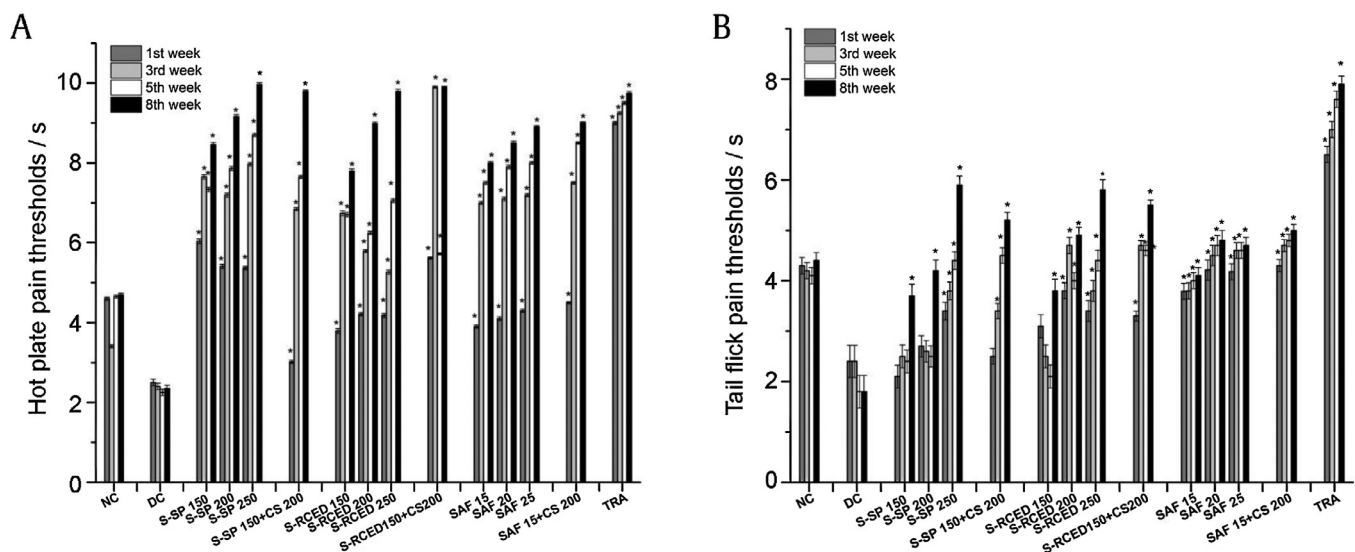 A
Hot plate pain thresholds / s
1st week
3rd week
5th week
8th week
10
8
6
4
2
0
NC
DC
S-SP 150
S-SP 200
S-SP 250
S-SP 150+CS 200
S-RCED 150
S-RCED 200
S-RCED 250
S-RCED150+CS200
SAF 15
SAF 20
SAF 25
SAF 15+CS 200
TRA
B
Tail flick pain thresholds / s
1st week
3rd week
5th week
8th week
8
6
4
2
0
NC
DC
S-SP 150
S-SP 200
S-SP 250
S-SP 150+CS 200
S-RCED 150
S-RCED 200
S-RCED 250
S-RCED150+CS200
SAF 15
SAF 20
SAF 25
SAF 15+CS 200
TRA